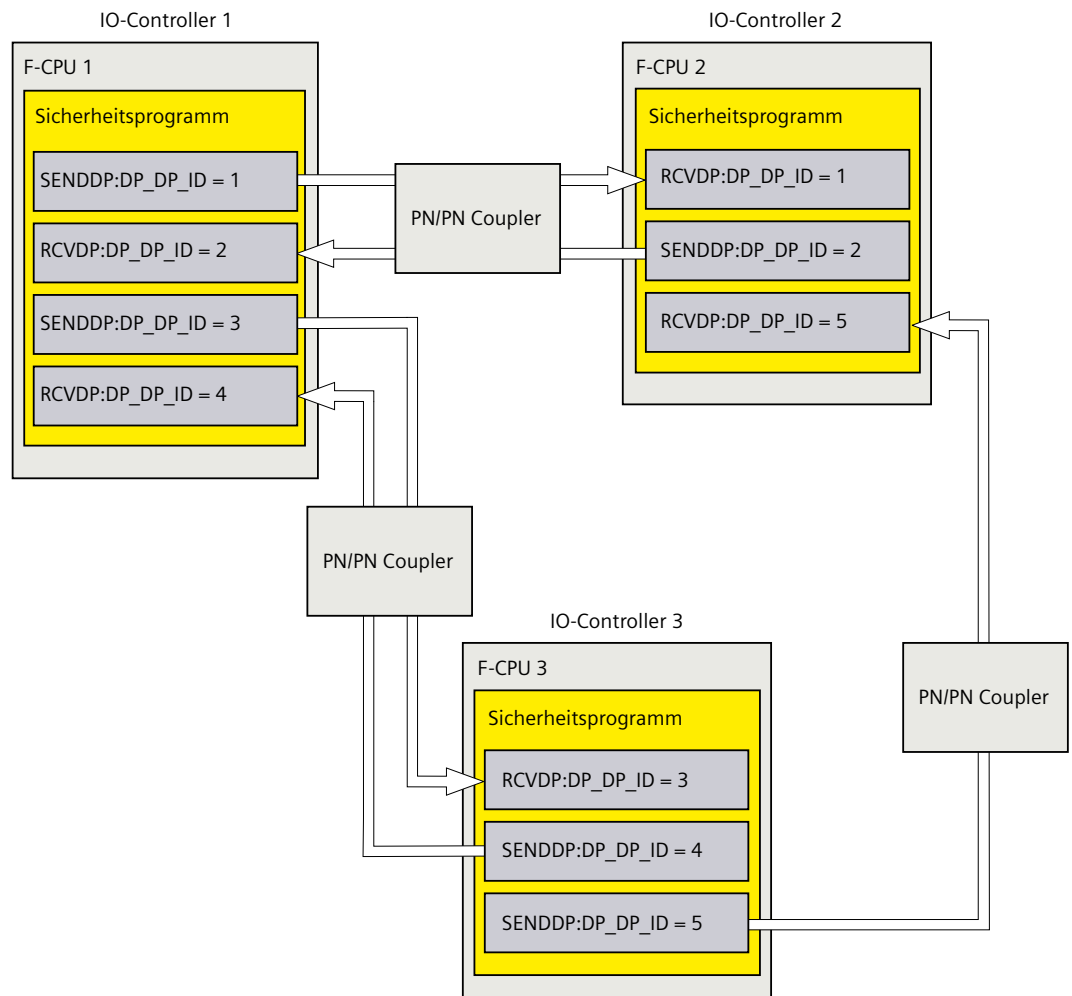 IO-Controller 1
F-CPU 1
Sicherheitsprogramm
SENDDP:DP_DP_ID = 1
RCVDP:DP_DP_ID = 2
SENDDP:DP_DP_ID = 3
RCVDP:DP_DP_ID = 4
PN/PN Coupler
IO-Controller 2
F-CPU 2
Sicherheitsprogramm
RCVDP:DP_DP_ID = 1
SENDDP:DP_DP_ID = 2
RCVDP:DP_DP_ID = 5
PN/PN Coupler
IO-Controller 3
F-CPU 3
Sicherheitsprogramm
RCVDP:DP_DP_ID = 3
SENDDP:DP_DP_ID = 4
SENDDP:DP_DP_ID = 5
PN/PN Coupler